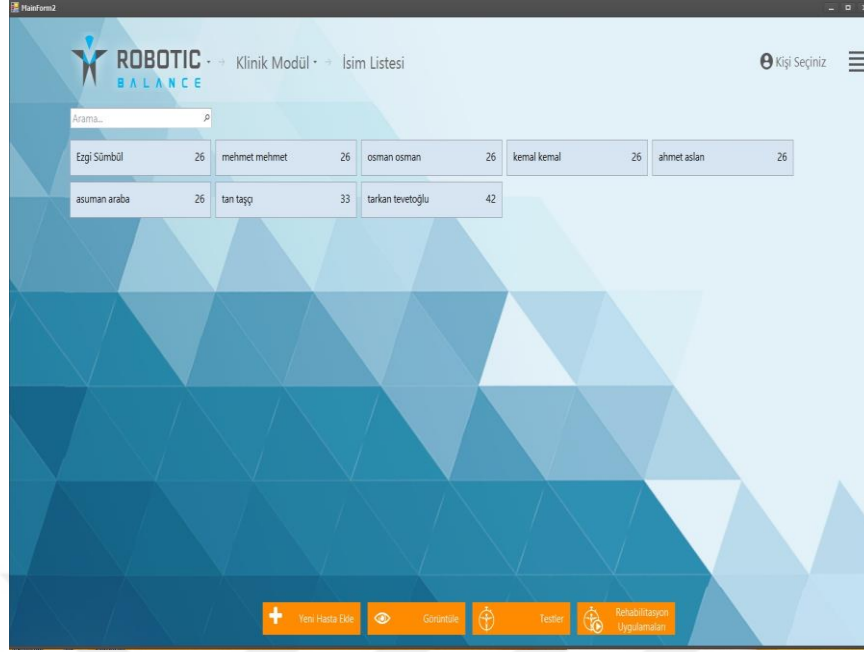 MainForm2
ROBOTIC
BALANCE
Klinik Modül
İsim Listesi
Kişi Seçiniz
Arama...
Ezgi Sümbül 26
mehmet mehmet 26
osman osman 26
kemal kemal 26
ahmet aslan 26
asuman araba 26
tan taşçı 33
tarkan tevetoğlu 42
Yeni Hasta Ekle
Görüntüle
Testler
Rehabilitasyon
Uygulamaları